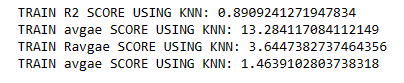 TRAIN R2 SCORE USING KNN: 0.8909241271947834
TRAIN avgae SCORE USING KNN: 13.284117084112149
TRAIN Ravgae SCORE USING KNN: 3.6447382737464356
TRAIN avgae SCORE USING KNN: 1.4639102803738318